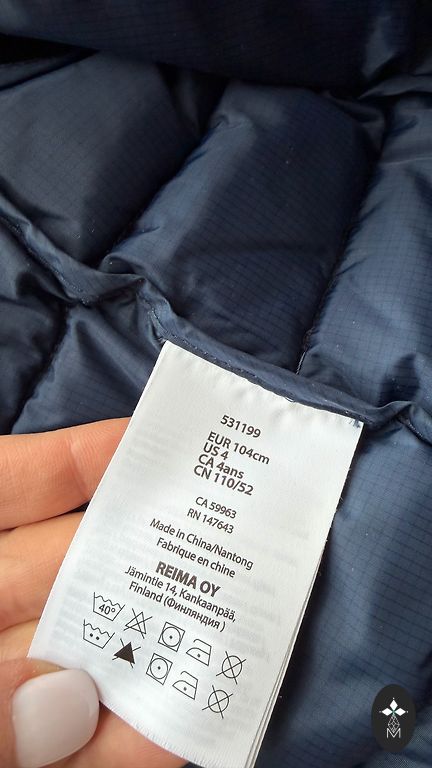 531199
EUR 104cm
US 4
CA 4ans
CN 110/52
CA 59963
RN 147643
Made in China/Nantong
Fabrique en chine
REIMA OY
Jämintie 14, Kankaanpää,
Finland (Финляндия )
40°
M